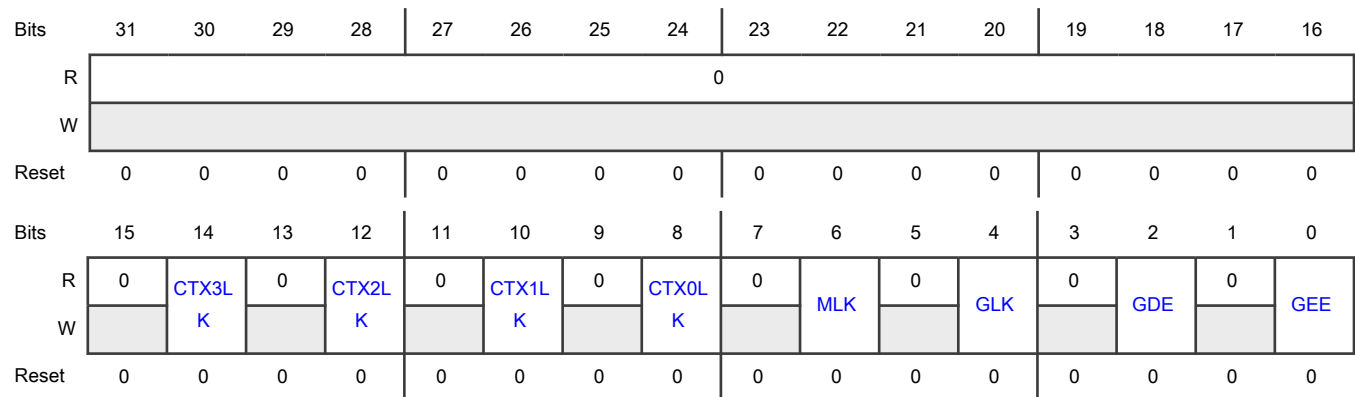 Bits 31 30 29 28 27 26 25 24 23 22 21 20 19 18 17 16
R 0
W
Reset 0 0 0 0 0 0 0 0 0 0 0 0 0 0 0 0
Bits 15 14 13 12 11 10 9 8 7 6 5 4 3 2 1 0
R 0 CTX3L 0 CTX2L 0 CTX1L 0 CTX0L 0 MLK 0 GLK 0 GDE 0 GEE
W K K K K
Reset 0 0 0 0 0 0 0 0 0 0 0 0 0 0 0 0